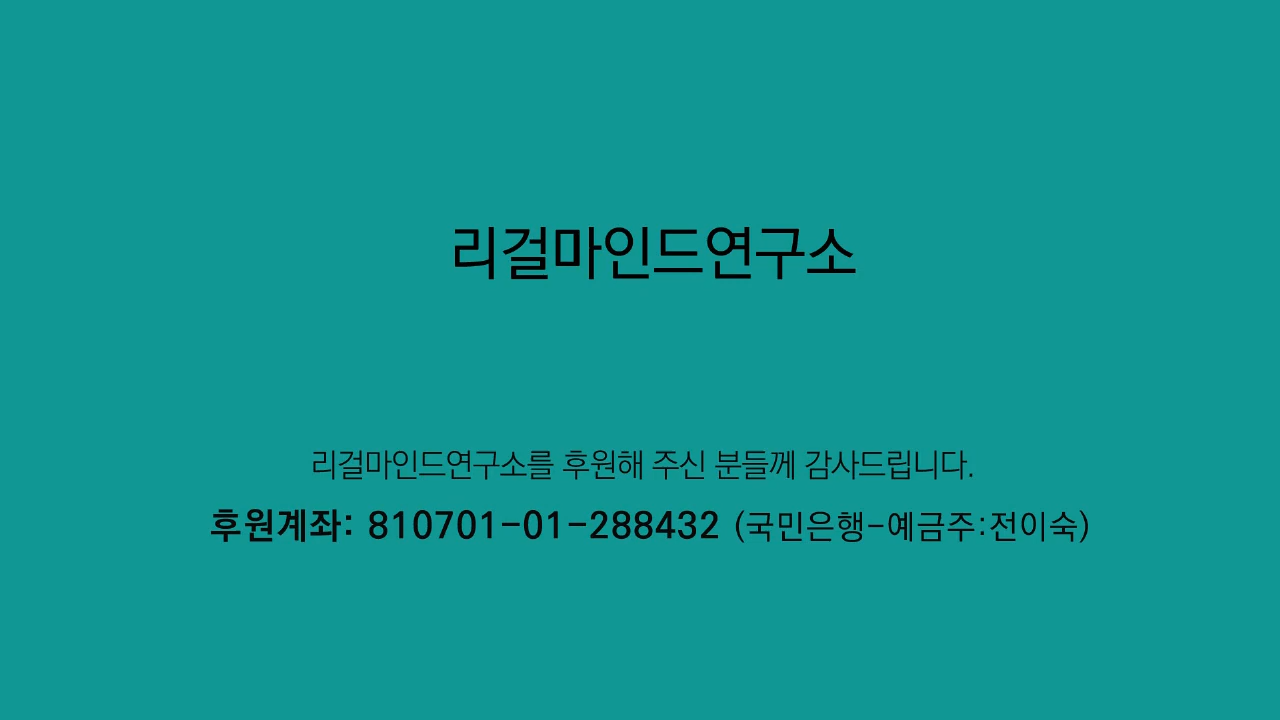 리걸마인드연구소
리걸마인드연구소를 후원해 주신 분들께 감사드립니다.
후원계좌: 810701-01-288432 (국민은행-예금주:전이숙)